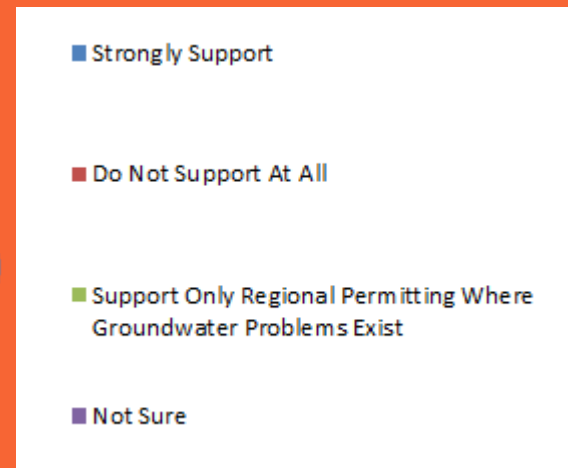 Strongly Support
Do Not Support At All
Support Only Regional Permitting Where
Groundwater Problems Exist
Not Sure